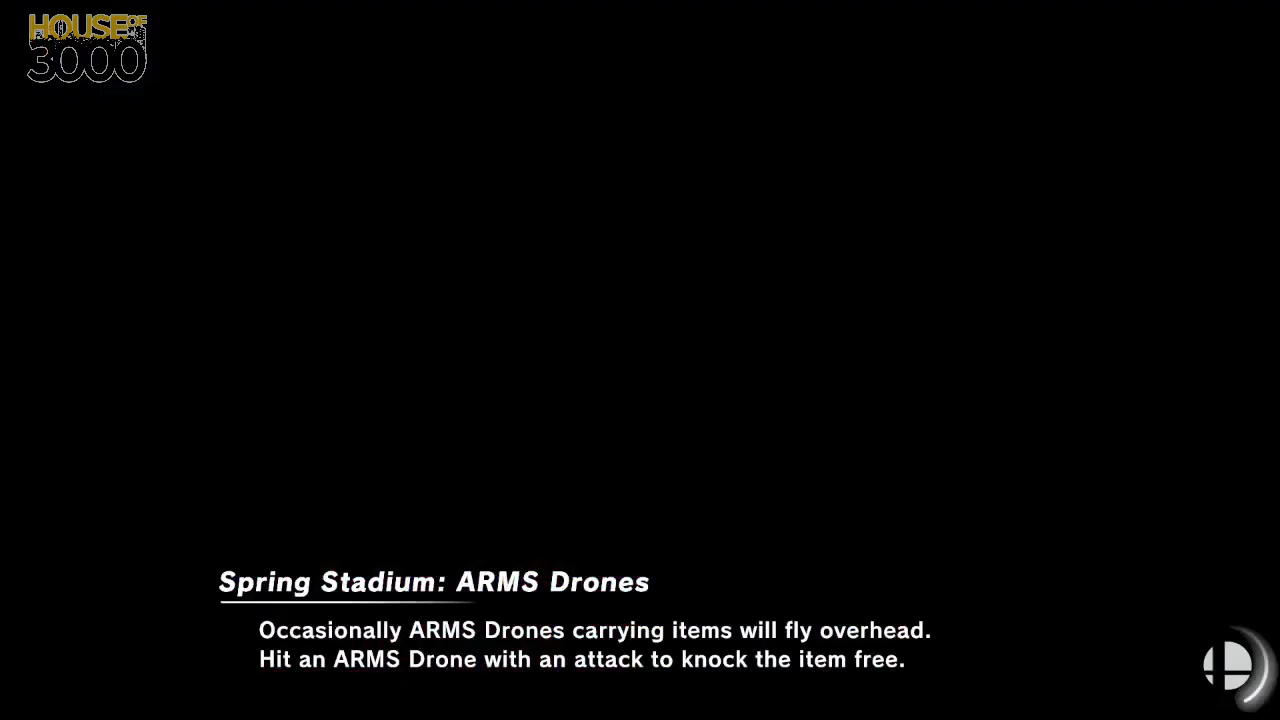 HOUSE OF
3000
Spring Stadium: ARMS Drones
Occasionally ARMS Drones carrying items will fly overhead.
Hit an ARMS Drone with an attack to knock the item free.